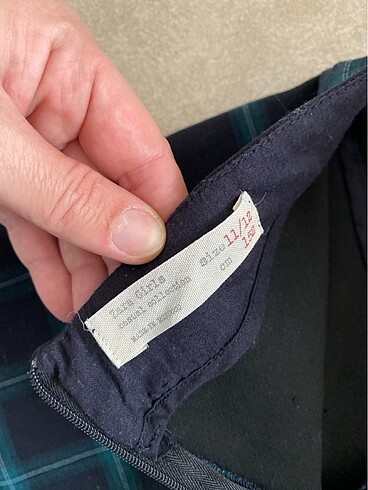 Zara Girls
casual collection
MADE IN MOROCCO
Size 11/12
cm 152